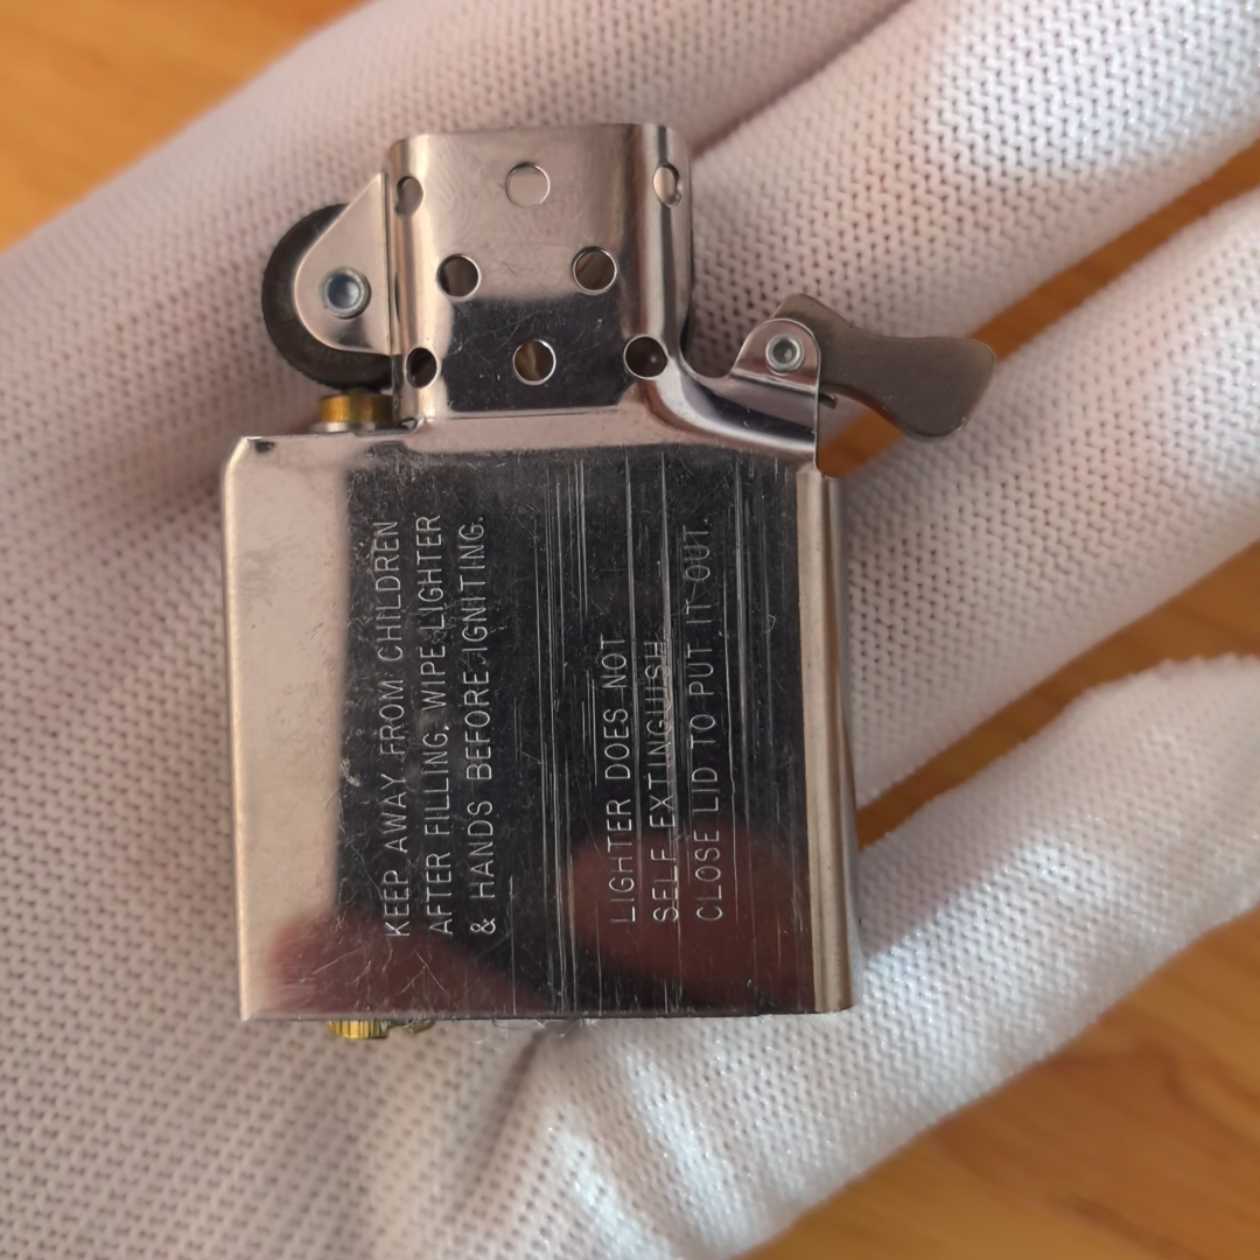 KEEP AWAY FROM CHILDREN
AFTER FILLING, WIPE LIGHTER
& HANDS BEFORE IGNITING.
LIGHTER DOES NOT
SELF EXTINGUISH
CLOSE LID TO PUT IT OUT.